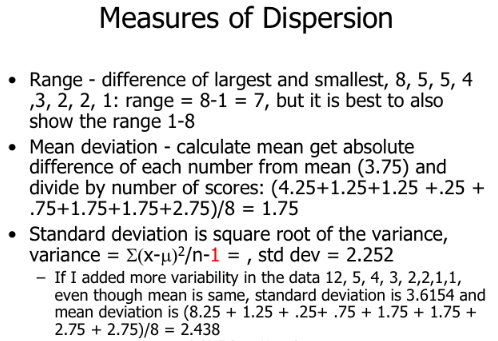 Measures of Dispersion
• Range - difference of largest and smallest, 8, 5, 5, 4
,3, 2, 2, 1: range = 8-1 = 7, but it is best to also
show the range 1-8
• Mean deviation - calculate mean get absolute
difference of each number from mean (3.75) and
divide by number of scores: (4.25+1.25+1.25 +.25 +
.75+1.75+1.75+2.75)/8 = 1.75
• Standard deviation is square root of the variance,
variance = Σ(x-μ)²/n-1 = , std dev = 2.252
– If I added more variability in the data 12, 5, 4, 3, 2,2,1,1,
even though mean is same, standard deviation is 3.6154 and
mean deviation is (8.25 + 1.25 + .25+ .75 + 1.75 + 1.75 +
2.75 + 2.75)/8 = 2.438